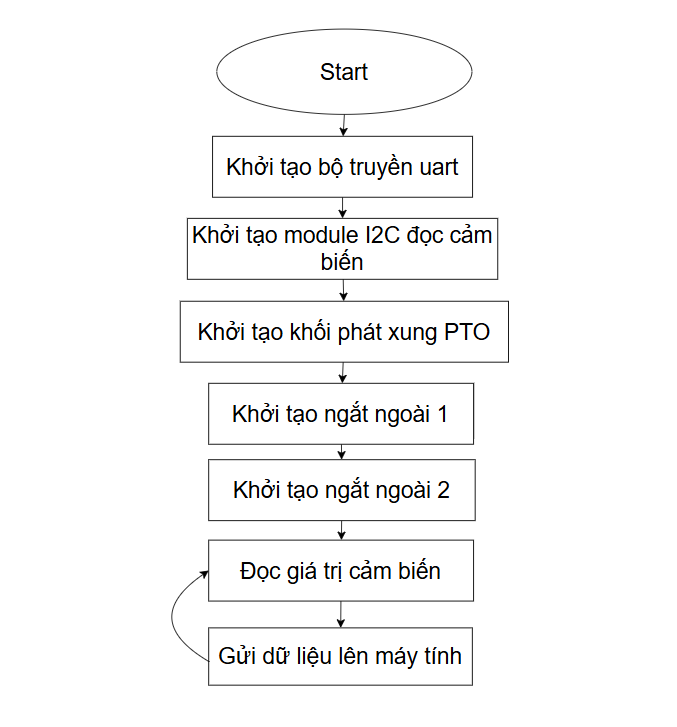 Start
Khởi tạo bộ truyền uart
Khởi tạo module I2C đọc cảm
biến
Khởi tạo khối phát xung PTO
Khởi tạo ngắt ngoài 1
Khởi tạo ngắt ngoài 2
Đọc giá trị cảm biến
Gửi dữ liệu lên máy tính